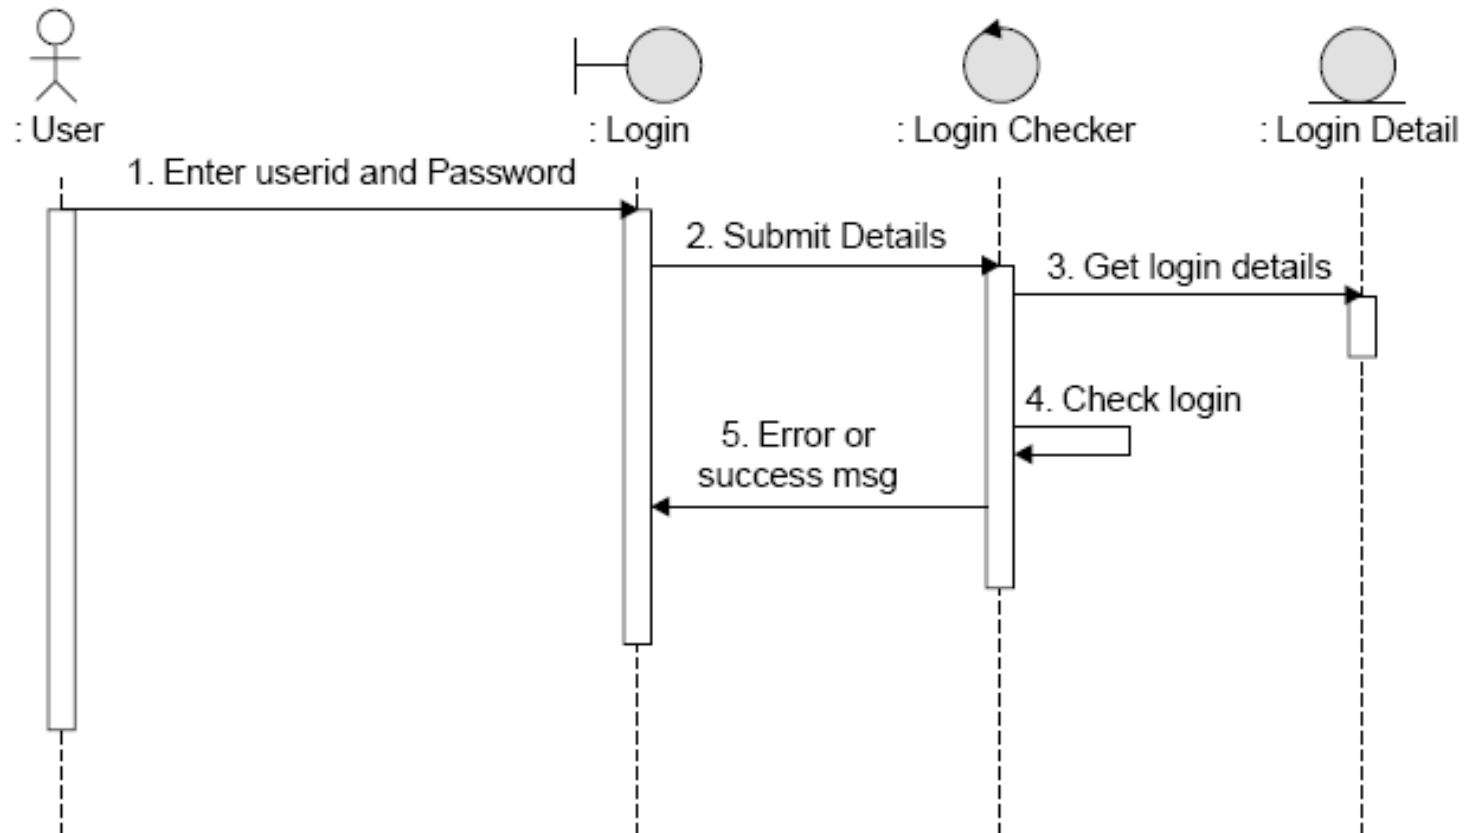 : User
: Login
: Login Checker
: Login Detail
1. Enter userid and Password
2. Submit Details
3. Get login details
4. Check login
5. Error or
success msg